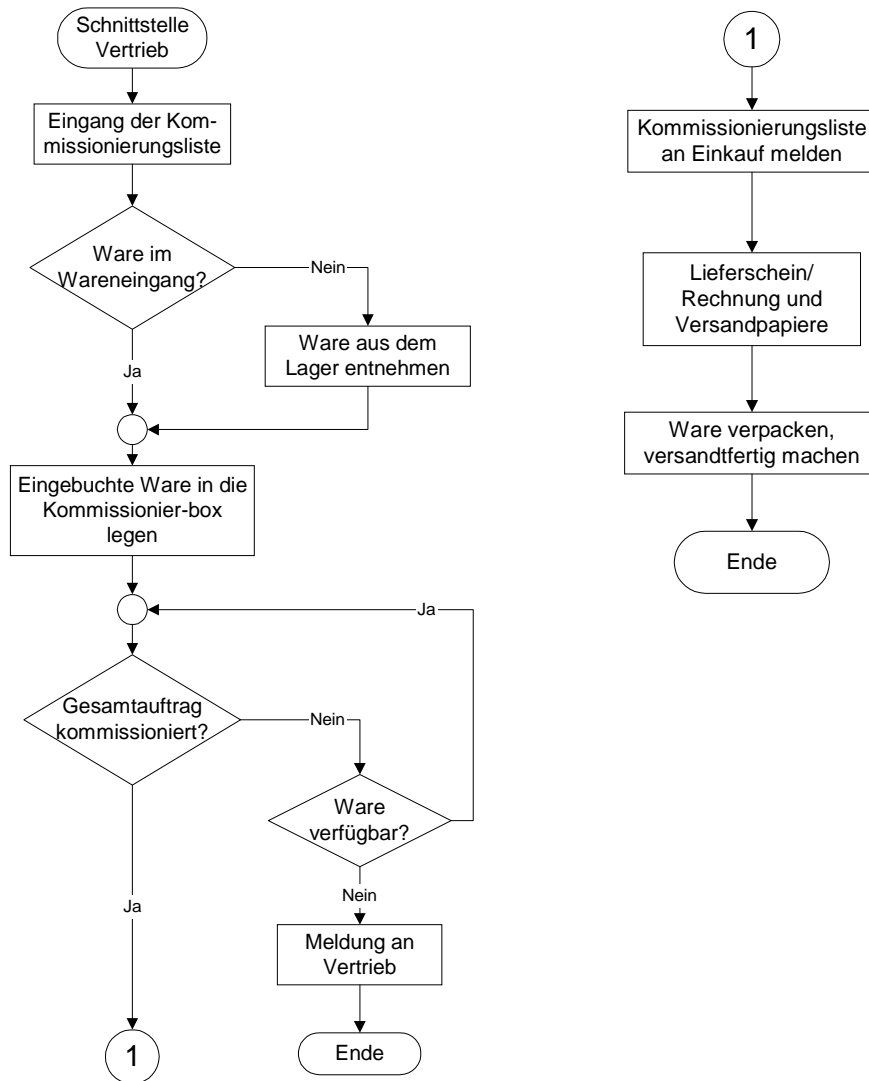 Schnittstelle
Vertrieb
Eingang der Kom-
missionierungsliste
Ware im
Wareneingang?
Nein
Ware aus dem
Lager entnehmen
Ja
Eingebuchte Ware in die
Kommissionier-box
legen
Ja
Gesamtauftrag
kommissioniert?
Nein
Ware
verfügbar?
Nein
Ja
Meldung an
Vertrieb
Ende
1
1
Kommissionierungsliste
an Einkauf melden
Lieferschein/
Rechnung und
Versandpapiere
Ware verpacken,
versandtfertig machen
Ende